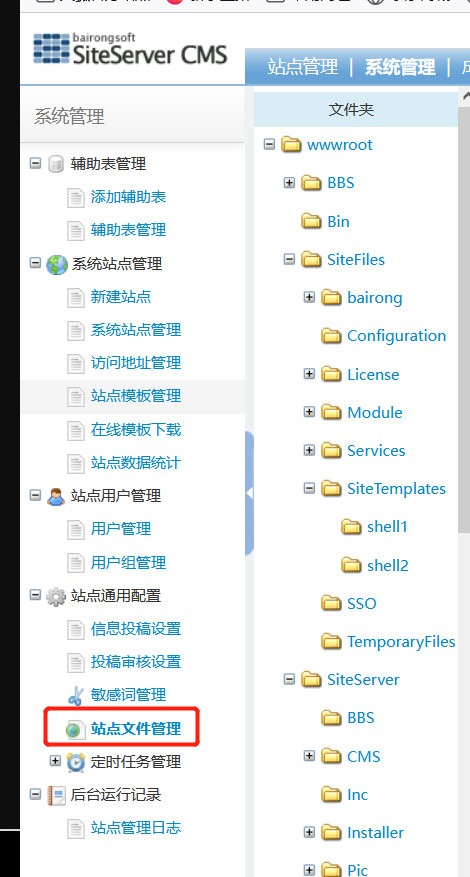 bairongsoft
SiteServer CMS
站点管理
系统管理
系统管理
辅助表管理
添加辅助表
辅助表管理
系统站点管理
新建站点
系统站点管理
访问地址管理
站点模板管理
在线模板下载
站点数据统计
站点用户管理
用户管理
用户组管理
站点通用配置
信息投稿设置
投稿审核设置
敏感词管理
站点文件管理
定时任务管理
后台运行记录
站点管理日志
文件夹
wwwroot
BBS
Bin
SiteFiles
bairong
Configuration
License
Module
Services
SiteTemplates
shell1
shell2
SSO
TemporaryFiles
SiteServer
BBS
CMS
Inc
Installer
Pic